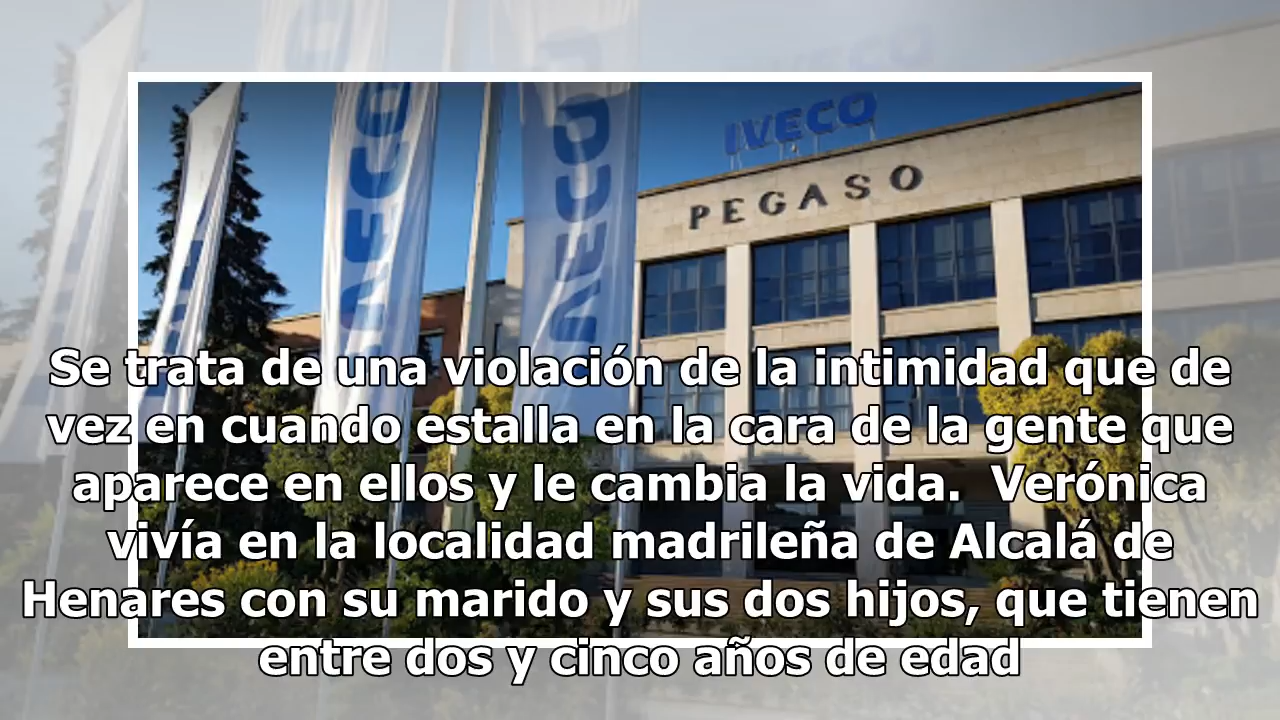 IVECO
PEGASO
IVECO
IVECO
Se trata de una violación de la intimidad que de
vez en cuando estalla en la cara de la gente que
aparece en ellos y le cambia la vida.  Verónica
vivía en la localidad madrileña de Alcalá de
Henares con su marido y sus dos hijos, que tienen
entre dos y cinco años de edad